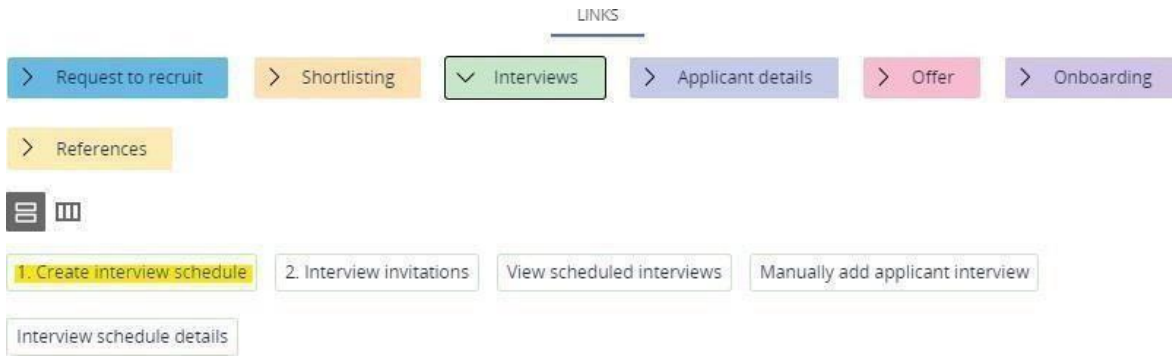 LINKS
Request to recruit Shortlisting Interviews Applicant details Offer Onboarding
References
1. Create interview schedule 2. Interview invitations View scheduled interviews Manually add applicant interview
Interview schedule details